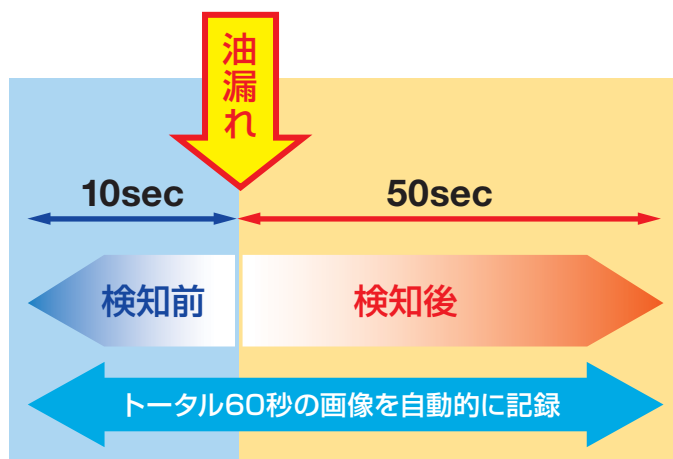 油漏れ
10sec
50sec
検知前
検知後
トータル60秒の画像を自動的に記録